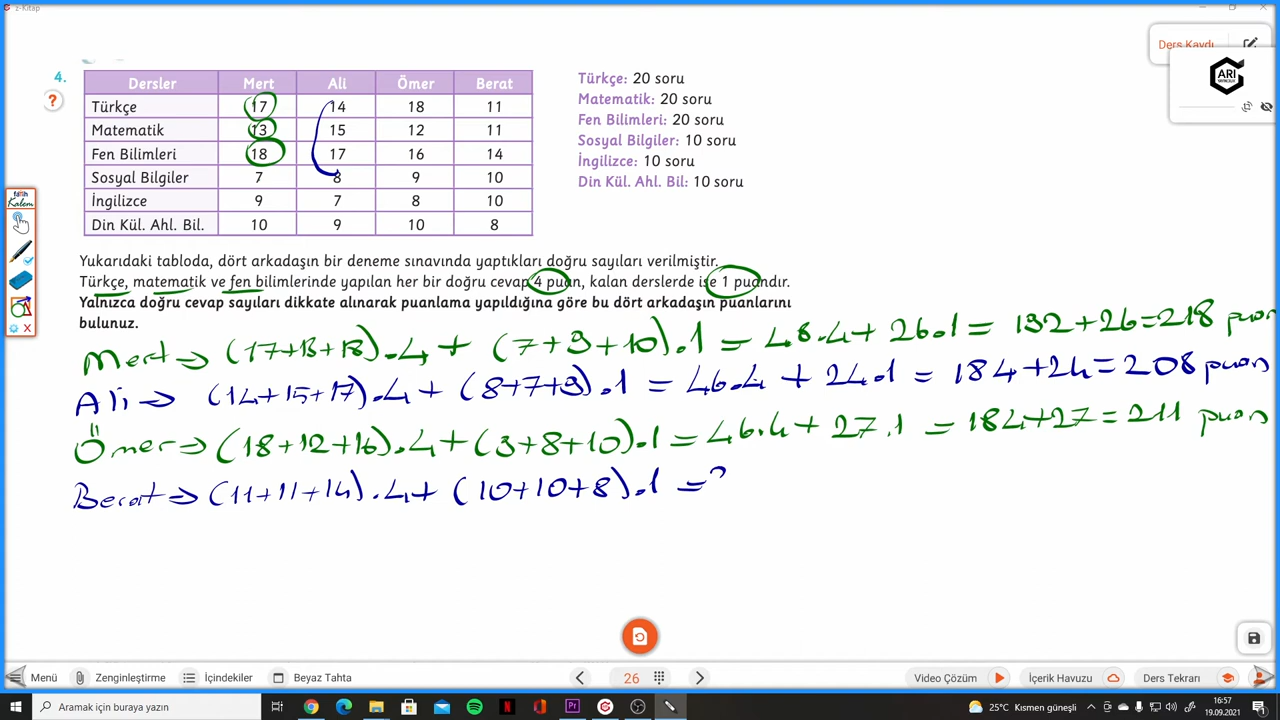 z-Kitap
Ders Kaydı
ARI
4.
Dersler Mert Ali Ömer Berat
Türkçe 17 14 18 11
Matematik 13 15 12 11
Fen Bilimleri 18 17 16 14
Sosyal Bilgiler 7 8 9 10
İngilizce 9 7 8 10
Din Kül. Ahl. Bil. 10 9 10 8
Türkçe: 20 soru
Matematik: 20 soru
Fen Bilimleri: 20 soru
Sosyal Bilgiler: 10 soru
İngilizce: 10 soru
Din Kül. Ahl. Bil: 10 soru
fatih
Kalem
Yukarıdaki tabloda, dört arkadaşın bir deneme sınavında yaptıkları doğru sayıları verilmiştir.
Türkçe, matematik ve fen bilimlerinde yapılan her bir doğru cevap 4 puan, kalan derslerde ise 1 puandır.
Yalnızca doğru cevap sayıları dikkate alınarak puanlama yapıldığına göre bu dört arkadaşın puanlarını
bulunuz.
Mert => (17+13+18).4 + (7+9+10).1 = 48.4 + 26.1 = 192+26=218 puan
Ali => (14+15+17).4 + (8+7+9).1 = 46.4 + 24.1 = 184+24=208 puan
Ömer => (18+12+16).4+(9+8+10).1=46.4+27.1 = 184+27=211 puan
Berat => (11+11+14).4+ (10+10+8).1 =
Menü Zenginleştirme İçindekiler Beyaz Tahta 26 Video Çözüm İçerik Havuzu Ders Tekrarı
Aramak için buraya yazın 25°C Kısmen güneşli 16:57
19.09.2021